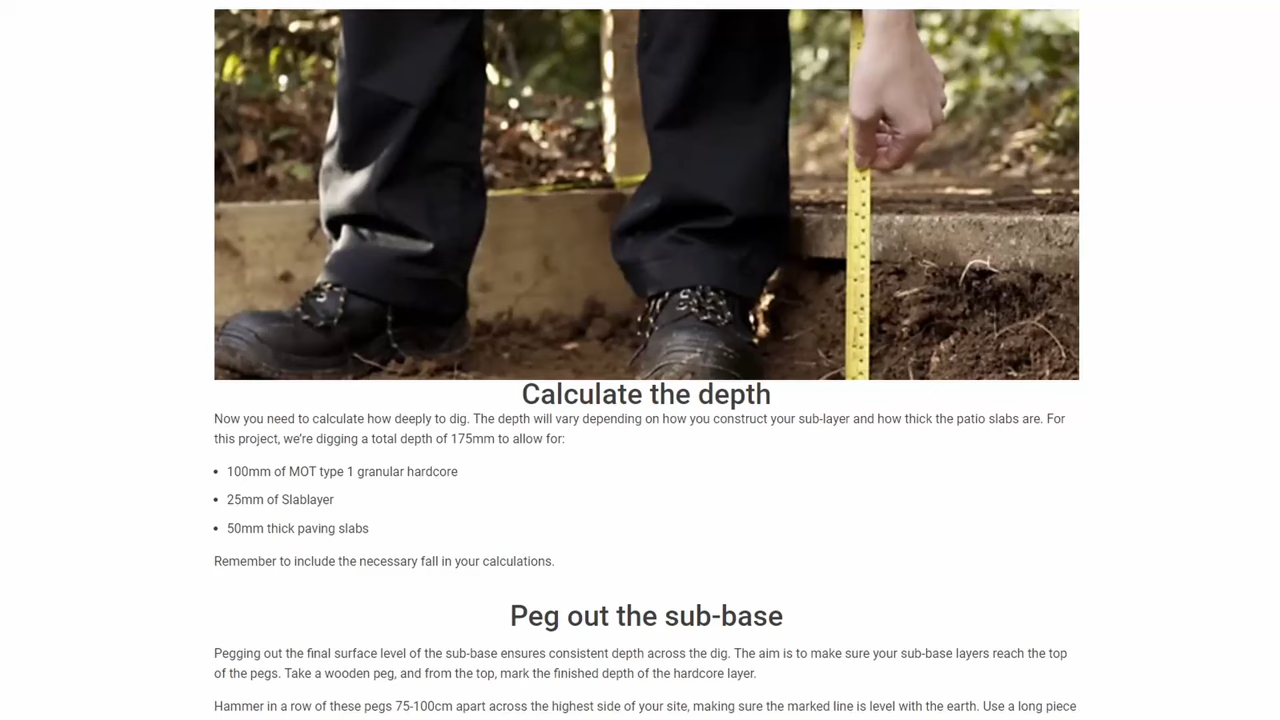 Calculate the depth
Now you need to calculate how deeply to dig. The depth will vary depending on how you construct your sub-layer and how thick the patio slabs are. For
this project, we’re digging a total depth of 175mm to allow for:
• 100mm of MOT type 1 granular hardcore
• 25mm of Slablayer
• 50mm thick paving slabs
Remember to include the necessary fall in your calculations.
Peg out the sub-base
Pegging out the final surface level of the sub-base ensures consistent depth across the dig. The aim is to make sure your sub-base layers reach the top
of the pegs. Take a wooden peg, and from the top, mark the finished depth of the hardcore layer.
Hammer in a row of these pegs 75-100cm apart across the highest side of your site, making sure the marked line is level with the earth. Use a long piece